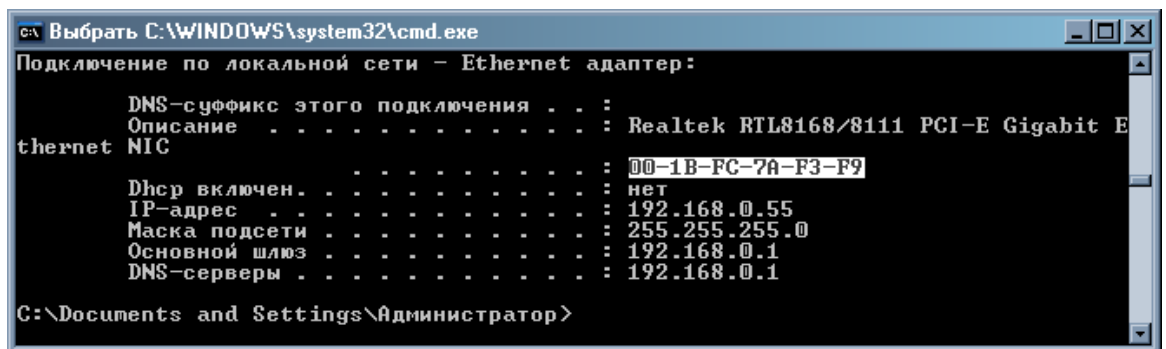 Выбрать C:\WINDOWS\system32\cmd.exe
Подключение по локальной сети - Ethernet адаптер:
DNS-суффикс этого подключения . . :
Описание . . . . . . . . . . . . : Realtek RTL8168/8111 PCI-E Gigabit E
thernet NIC
. . . . . . . . . . : 00-1B-FC-7A-F3-F9
Dhcp включен. . . . . . . . . . . : нет
IP-адрес . . . . . . . . . . . . : 192.168.0.55
Маска подсети . . . . . . . . . . : 255.255.255.0
Основной шлюз . . . . . . . . . . : 192.168.0.1
DNS-серверы . . . . . . . . . . . : 192.168.0.1
C:\Documents and Settings\Администратор>